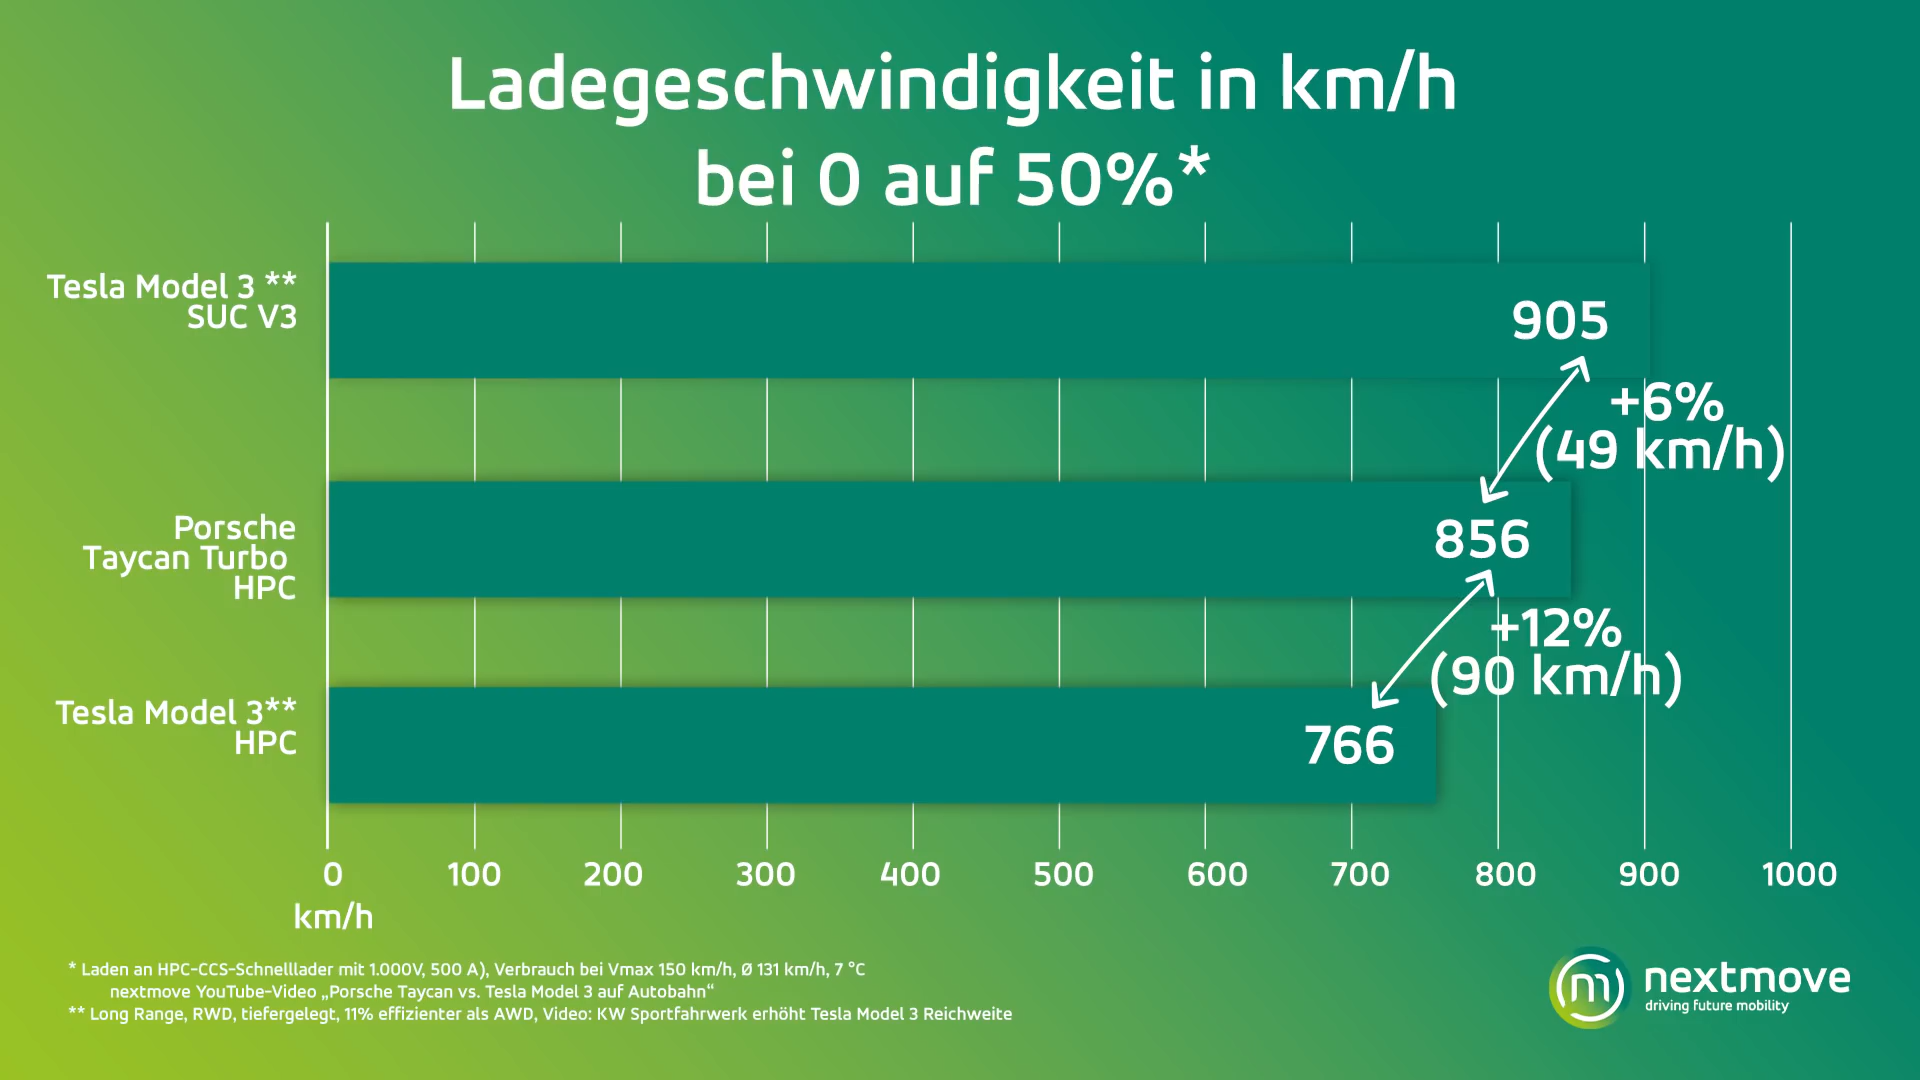 Ladegeschwindigkeit in km/h
bei 0 auf 50%*
Tesla Model 3 **
SUC V3
905
+6%
(49 km/h)
Porsche
Taycan Turbo
HPC
856
+12%
(90 km/h)
Tesla Model 3**
HPC
766
0 100 200 300 400 500 600 700 800 900 1000
km/h
* Laden an HPC-CCS-Schnelllader mit 1.000V, 500 A), Verbrauch bei Vmax 150 km/h, Ø 131 km/h, 7 °C
nextmove YouTube-Video „Porsche Taycan vs. Tesla Model 3 auf Autobahn“
** Long Range, RWD, tiefergelegt, 11% effizienter als AWD, Video: KW Sportfahrwerk erhöht Tesla Model 3 Reichweite
m nextmove
driving future mobility